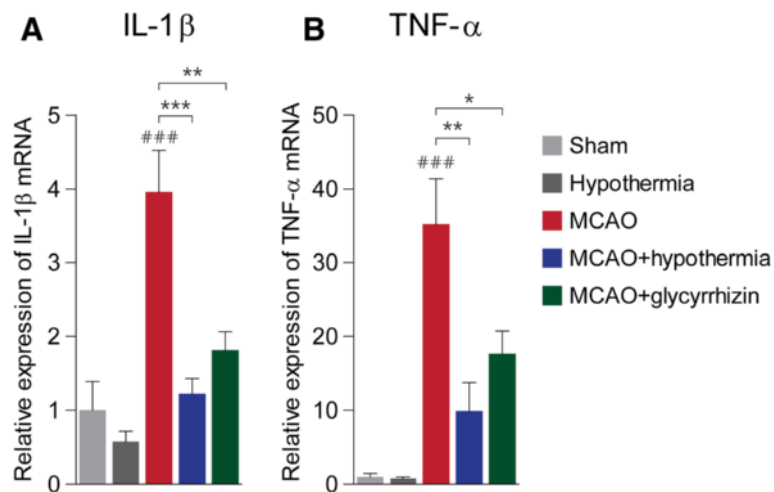 A
IL-1β
Relative expression of IL-1β mRNA
5
4
3
2
1
0
**
***
###
B
TNF-α
Relative expression of TNF-α mRNA
50
40
30
20
10
0
*
**
###
Sham
Hypothermia
MCAO
MCAO+hypothermia
MCAO+glycyrrhizin